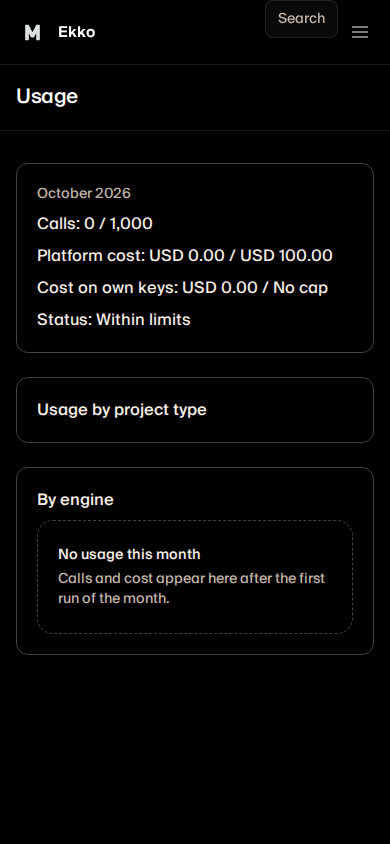 Ekko
Search
Usage
October 2026
Calls: 0 / 1,000
Platform cost: USD 0.00 / USD 100.00
Cost on own keys: USD 0.00 / No cap
Status: Within limits
Usage by project type
By engine
No usage this month
Calls and cost appear here after the first
run of the month.